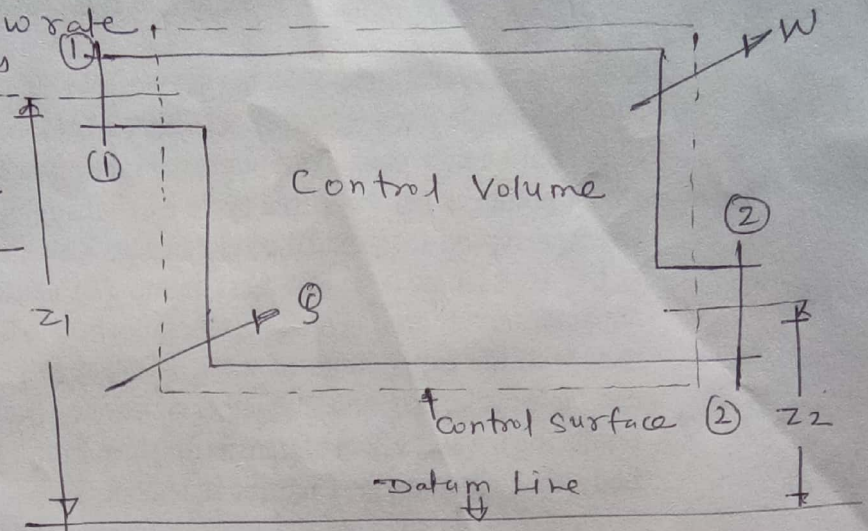 w rate
①
W
①
Control Volume
②
Q
Z1
Control Surface ② Z2
Datum Line